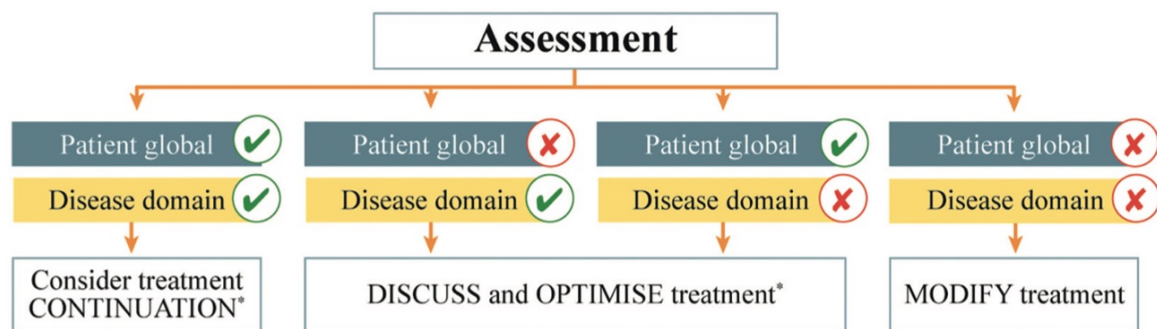 Assessment
Patient global
Disease domain
Consider treatment
CONTINUATION*
Patient global
Disease domain
Patient global
Disease domain
DISCUSS and OPTIMISE treatment*
Patient global
Disease domain
MODIFY treatment